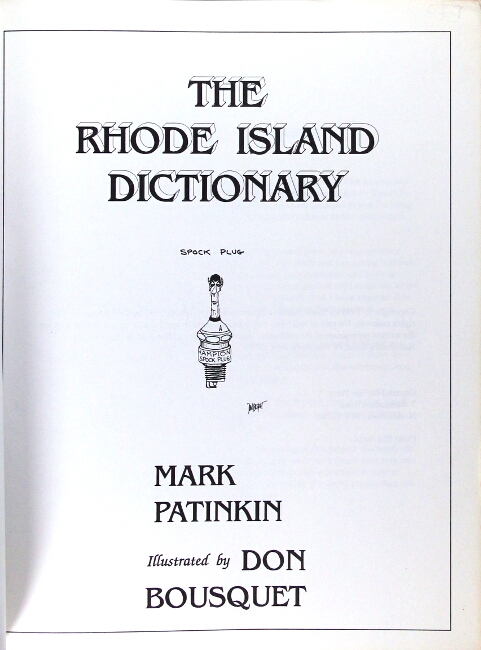 THE
RHODE ISLAND
DICTIONARY
SPOCK PLUG
A
HAMPION
SPOCK PLUG
MARK
PATINKIN
Illustrated by DON
BOUSQUET